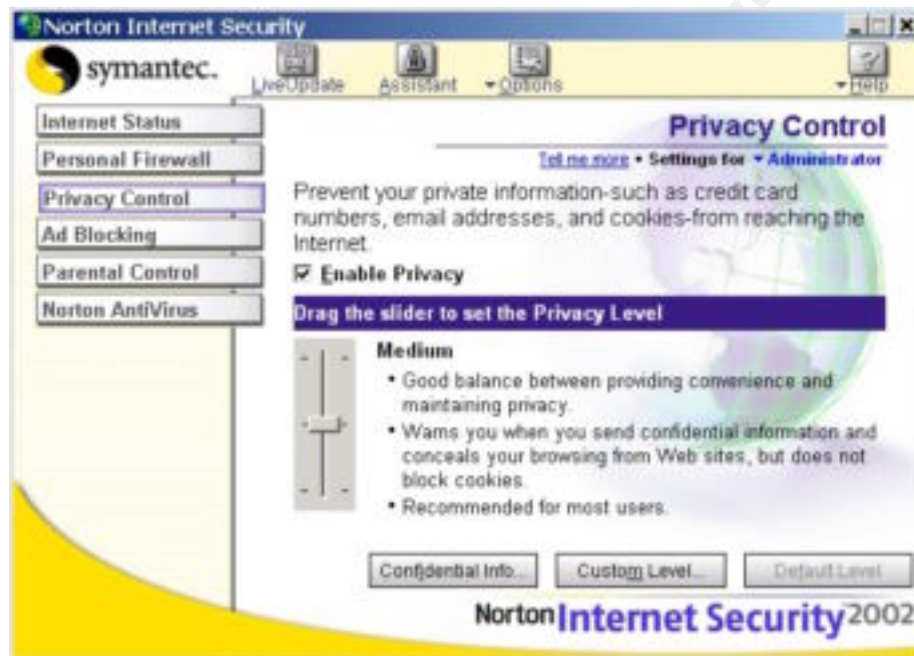 Norton Internet Security
symantec.
LiveUpdate
Assistant
Options
Help
Internet Status
Personal Firewall
Privacy Control
Ad Blocking
Parental Control
Norton AntiVirus
Privacy Control
Tell me more • Settings for Administrator
Prevent your private information-such as credit card
numbers, email addresses, and cookies-from reaching the
Internet.
Enable Privacy
Drag the slider to set the Privacy Level
Medium
• Good balance between providing convenience and
maintaining privacy.
• Warns you when you send confidential information and
conceals your browsing from Web sites, but does not
block cookies.
• Recommended for most users.
Confidential Info...
Custom Level...
Default Level
Norton Internet Security 2002